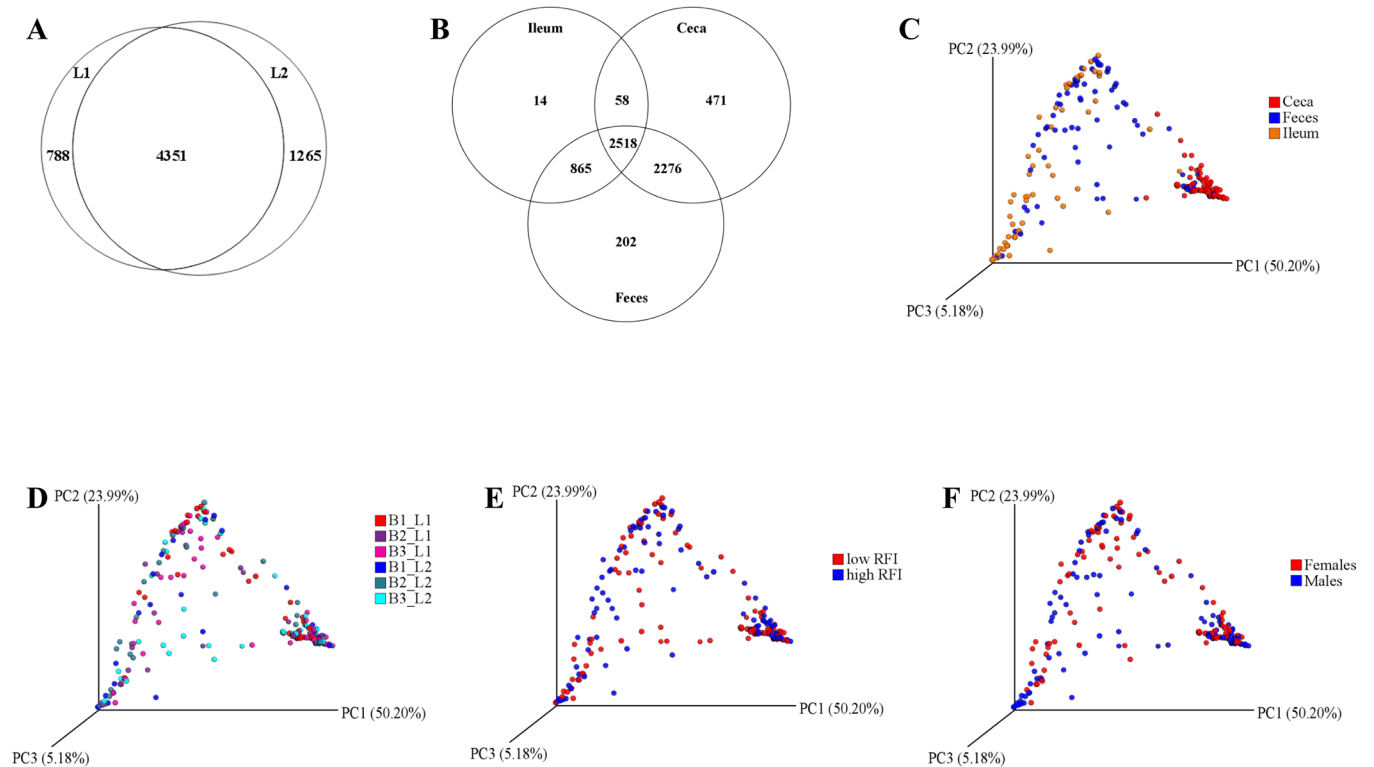 A
L1
L2
788
4351
1265
B
Ileum
Ceca
14
58
471
2518
865
2276
202
Feces
C
PC2 (23.99%)
Ceca
Feces
Ileum
PC1 (50.20%)
PC3 (5.18%)
D
PC2 (23.99%)
B1_L1
B2_L1
B3_L1
B1_L2
B2_L2
B3_L2
PC1 (50.20%)
PC3 (5.18%)
E
PC2 (23.99%)
low RFI
high RFI
PC1 (50.20%)
PC3 (5.18%)
F
PC2 (23.99%)
Females
Males
PC1 (50.20%)
PC3 (5.18%)